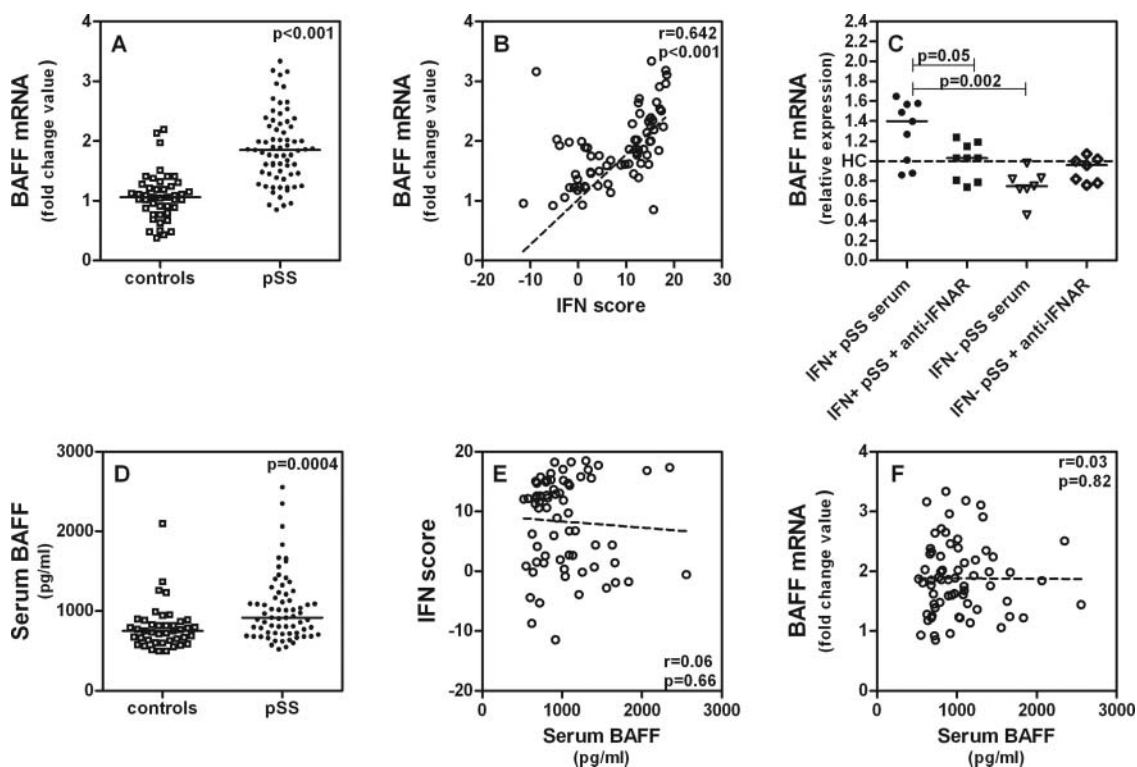 A
p<0.001
BAFF mRNA
(fold change value)
4
3
2
1
0
controls
pSS
B
r=0.642
p<0.001
BAFF mRNA
(fold change value)
4
3
2
1
0
-20
-10
0
10
20
30
IFN score
C
p=0.05
p=0.002
BAFF mRNA
(relative expression)
2.4
2.2
2.0
1.8
1.6
1.4
1.2
HC
0.8
0.6
0.4
0.2
0.0
IFN+ pSS serum
IFN+ pSS + anti-IFNAR
IFN- pSS serum
IFN- pSS + anti-IFNAR
D
p=0.0004
Serum BAFF
(pg/ml)
3000
2000
1000
0
controls
pSS
E
IFN score
20
10
0
-10
-20
r=0.06
p=0.66
0
1000
2000
3000
Serum BAFF
(pg/ml)
F
r=0.03
p=0.82
BAFF mRNA
(fold change value)
4
3
2
1
0
0
1000
2000
3000
Serum BAFF
(pg/ml)